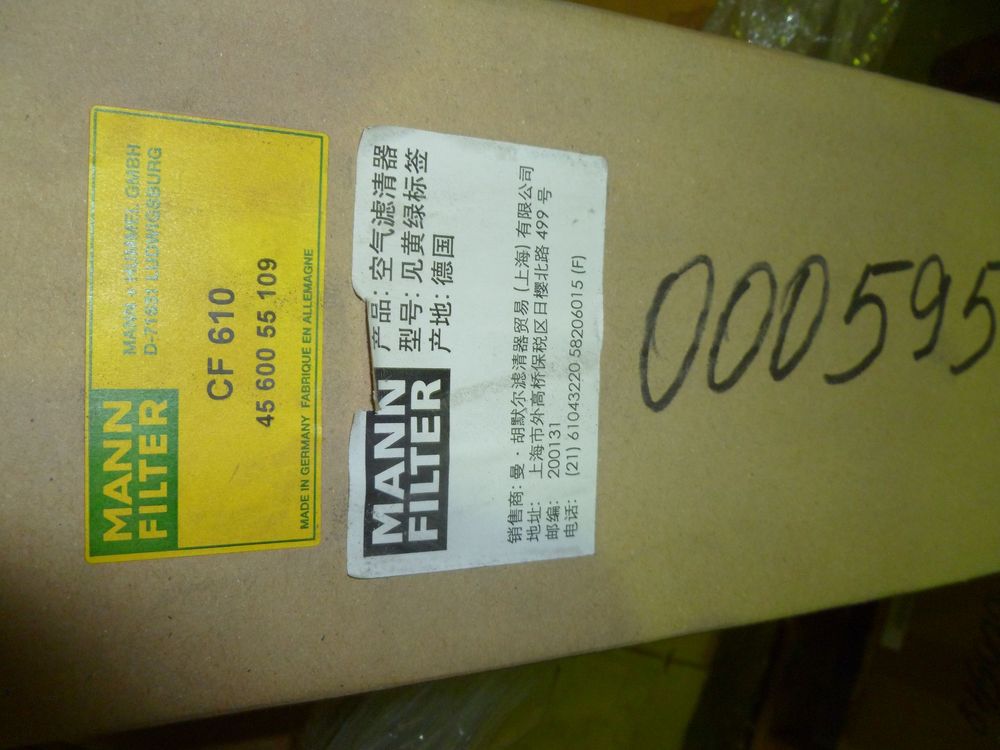 MANN
FILTER
MANN + HUMMEL GMBH
D-71631 LUDWIGSBURG
CF 610
45 600 55 109
MADE IN GERMANY FABRIQUE EN ALLEMAGNE
MANN
FILTER
产品: 空气滤清器
型号: 见黄绿标签
产地: 德国
销售商: 曼·胡默尔滤清器贸易 (上海) 有限公司
地址: 上海市外高桥保税区日樱北路 499 号
邮编: 200131
电话: (21) 61043220 58206015 (F)
000595